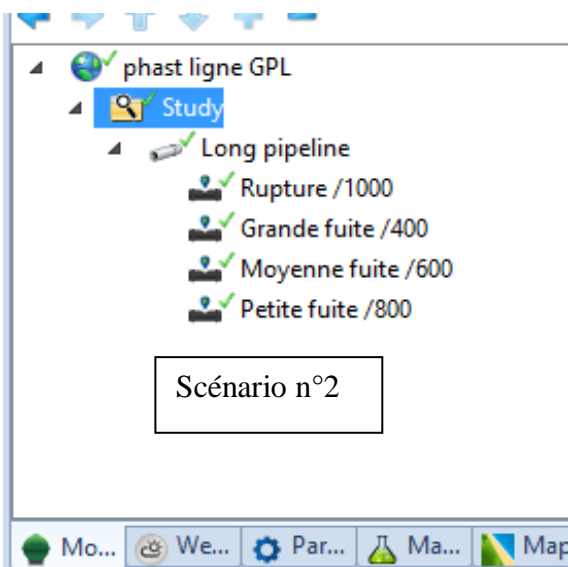 phast ligne GPL
Study
Long pipeline
Rupture /1000
Grande fuite /400
Moyenne fuite /600
Petite fuite /800
Scénario n°2
Mo... We... Par... Ma... Map